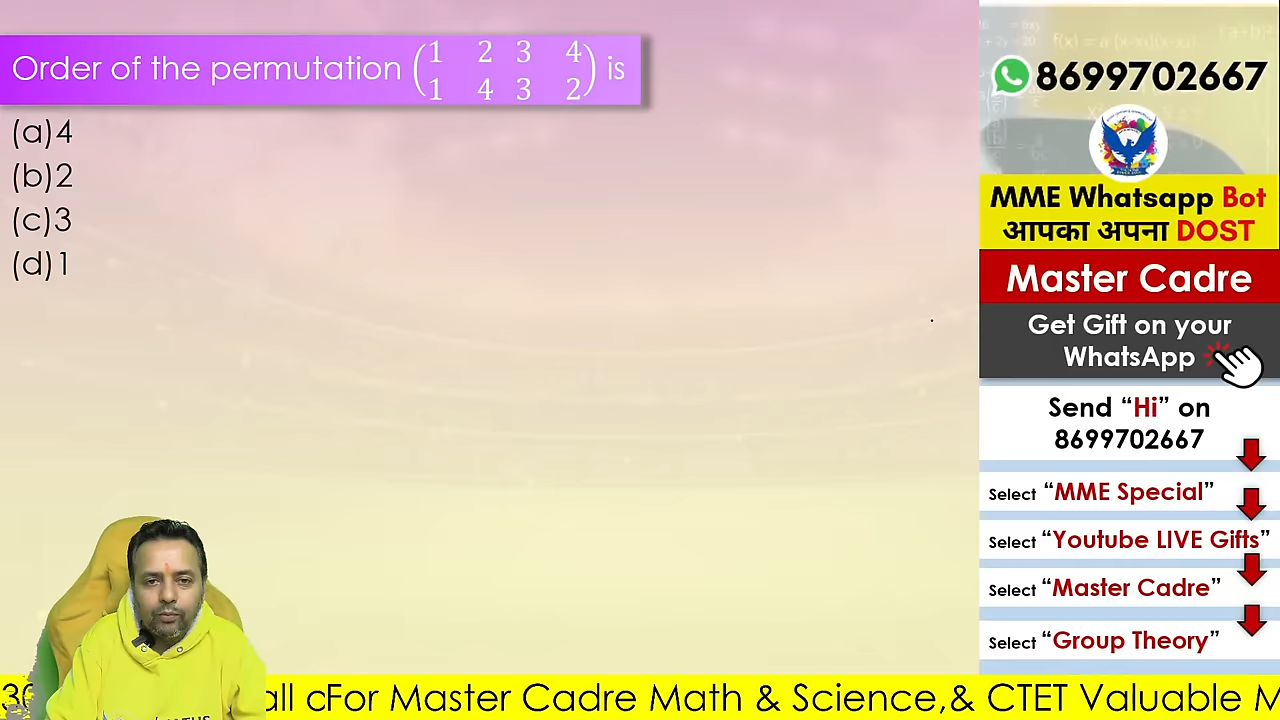 Order of the permutation (1 2 3 4
1 4 3 2) is
(a)4
(b)2
(c)3
(d)1
8699702667
MME Whatsapp Bot
आपका अपना DOST
Master Cadre
Get Gift on your
WhatsApp
Send “Hi” on
8699702667
Select “MME Special”
Select “Youtube LIVE Gifts”
Select “Master Cadre”
Select “Group Theory”
all cFor Master Cadre Math & Science,& CTET Valuable M